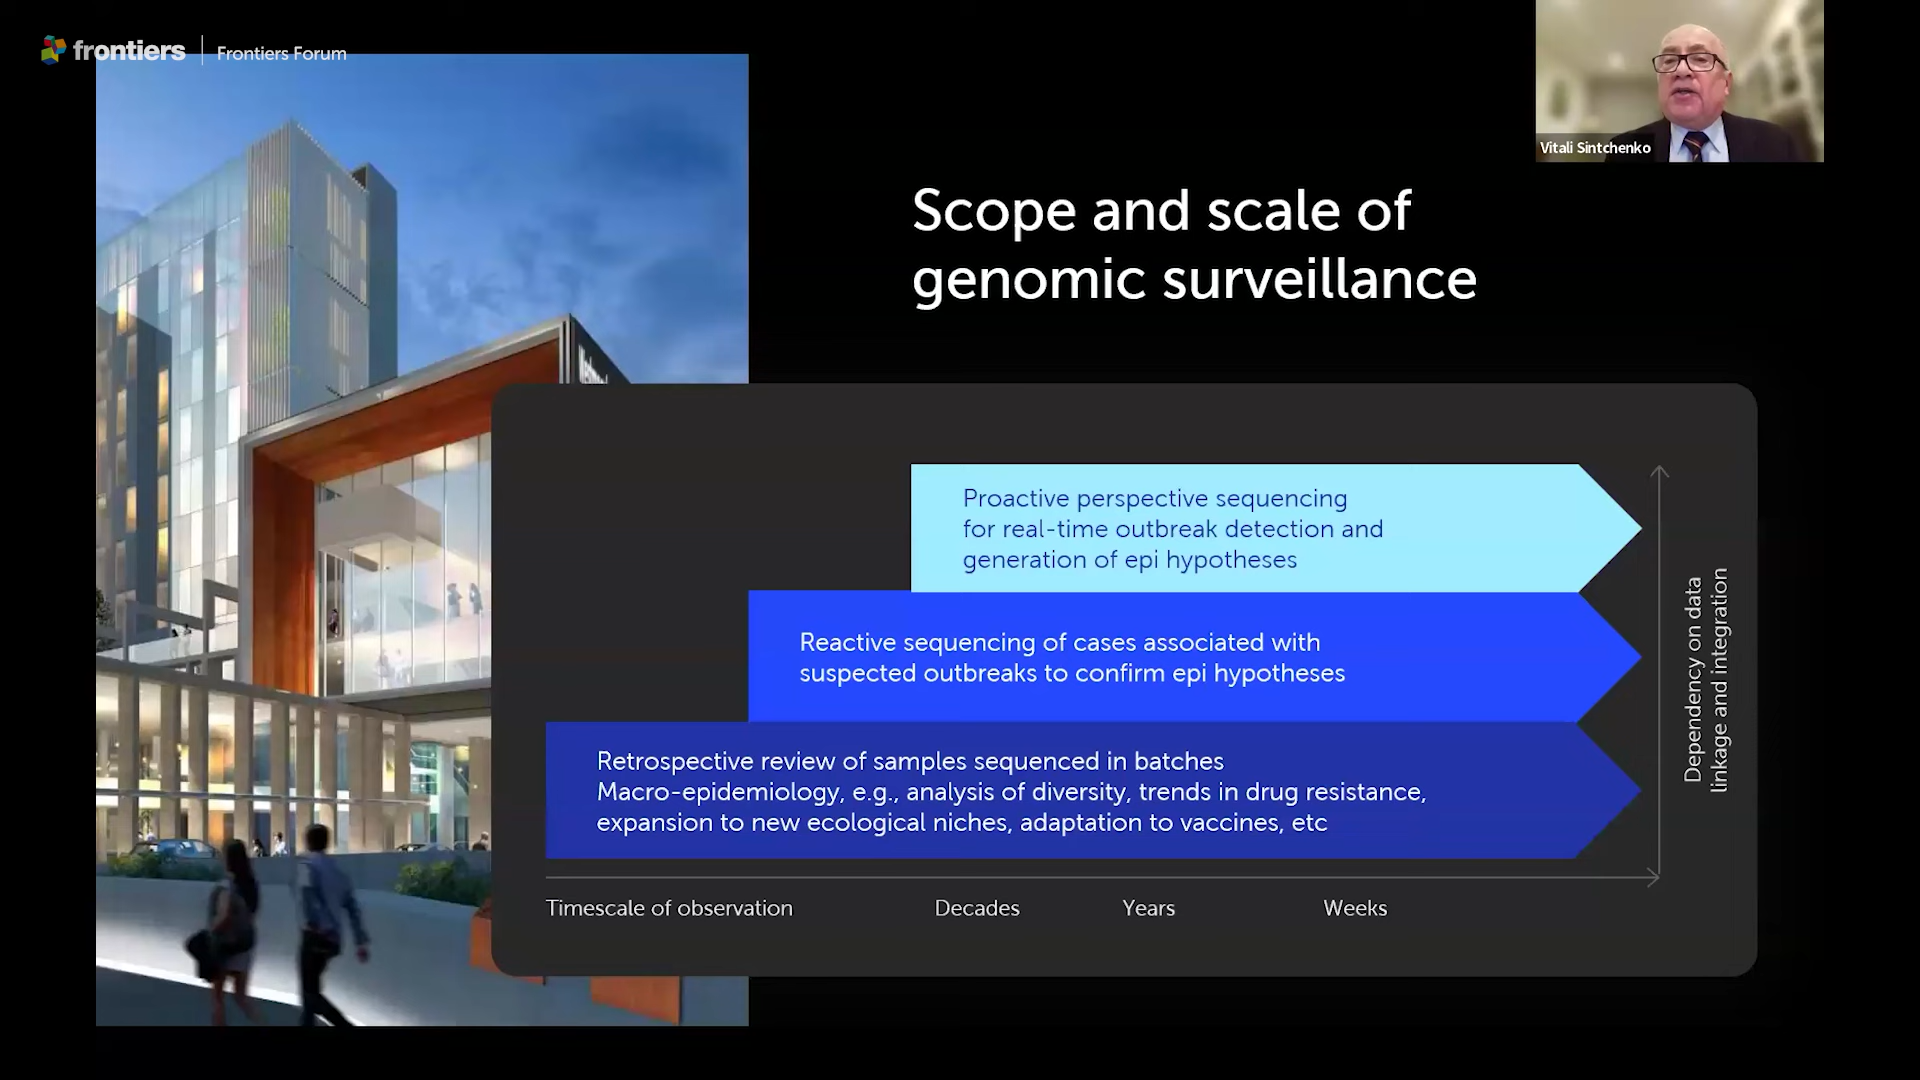 frontiers | Frontiers Forum
Vitali Sintchenko
Scope and scale of
genomic surveillance
Proactive perspective sequencing
for real-time outbreak detection and
generation of epi hypotheses
Reactive sequencing of cases associated with
suspected outbreaks to confirm epi hypotheses
Retrospective review of samples sequenced in batches
Macro-epidemiology, e.g., analysis of diversity, trends in drug resistance,
expansion to new ecological niches, adaptation to vaccines, etc
Dependency on data
linkage and integration
Timescale of observation
Decades
Years
Weeks